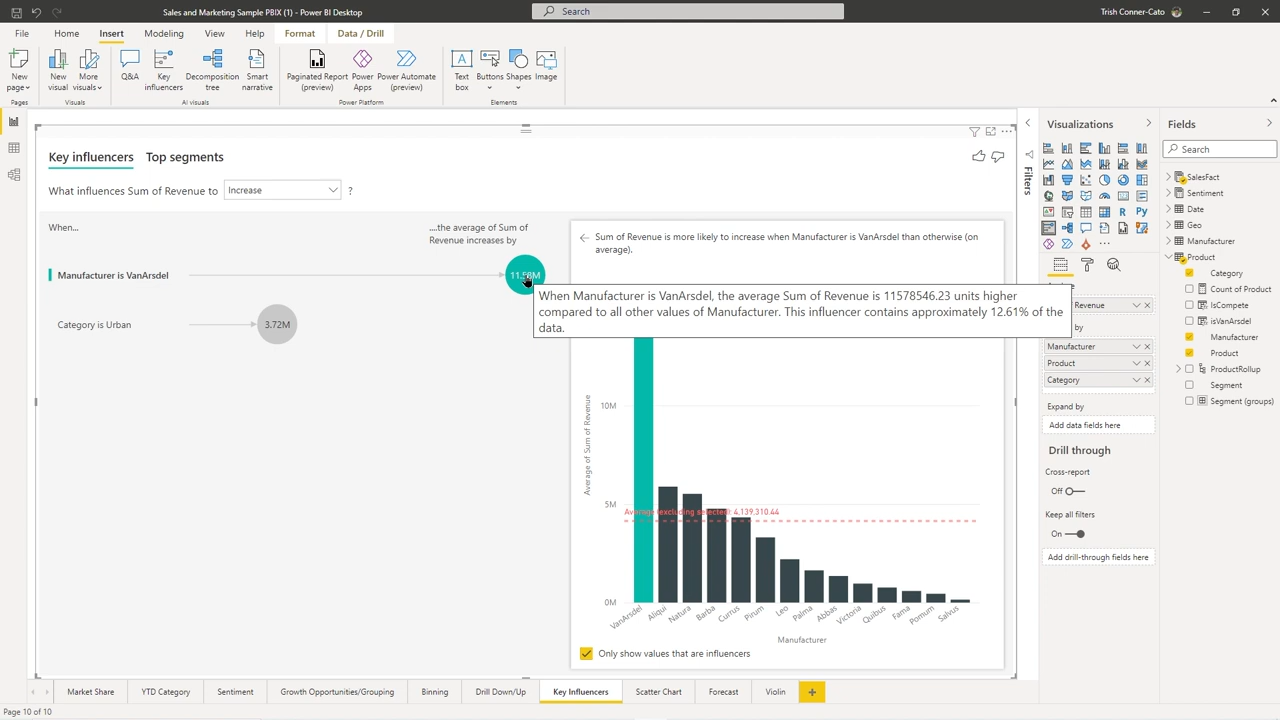 Sales and Marketing Sample PBIX (1) - Power BI Desktop
Search
Trish Conner-Cato
File
Home
Insert
Modeling
View
Help
Format
Data / Drill
New page
New visual
More visuals
Q&A
Key influencers
Decomposition tree
Smart narrative
Paginated Report (preview)
Power Apps
Power Automate (preview)
Text box
Buttons
Shapes
Image
Pages
Visuals
AI visuals
Power Platform
Elements
Key influencers
Top segments
What influences Sum of Revenue to
Increase
?
When...
....the average of Sum of
Revenue increases by
Manufacturer is VanArsdel
11.58M
Category is Urban
3.72M
Sum of Revenue is more likely to increase when Manufacturer is VanArsdel than otherwise (on
average).
When Manufacturer is VanArsdel, the average Sum of Revenue is 11578546.23 units higher
compared to all other values of Manufacturer. This influencer contains approximately 12.61% of the
data.
Average of Sum of Revenue
10M
5M
0M
Average (excluding selected): 4,139,310.44
VanArsdel
Aliqui
Natura
Barba
Currus
Pirum
Leo
Palma
Abbas
Victoria
Quibus
Fama
Pomum
Salvus
Manufacturer
Only show values that are influencers
Filters
Visualizations
R
Py
Revenue
by
Manufacturer
Product
Category
Expand by
Add data fields here
Drill through
Cross-report
Off
Keep all filters
On
Add drill-through fields here
Fields
Search
SalesFact
Sentiment
Date
Geo
Manufacturer
Product
Category
Count of Product
IsCompete
isVanArsdel
Manufacturer
Product
ProductRollup
Segment
Segment (groups)
Market Share
YTD Category
Sentiment
Growth Opportunities/Grouping
Binning
Drill Down/Up
Key Influencers
Scatter Chart
Forecast
Violin
Page 10 of 10